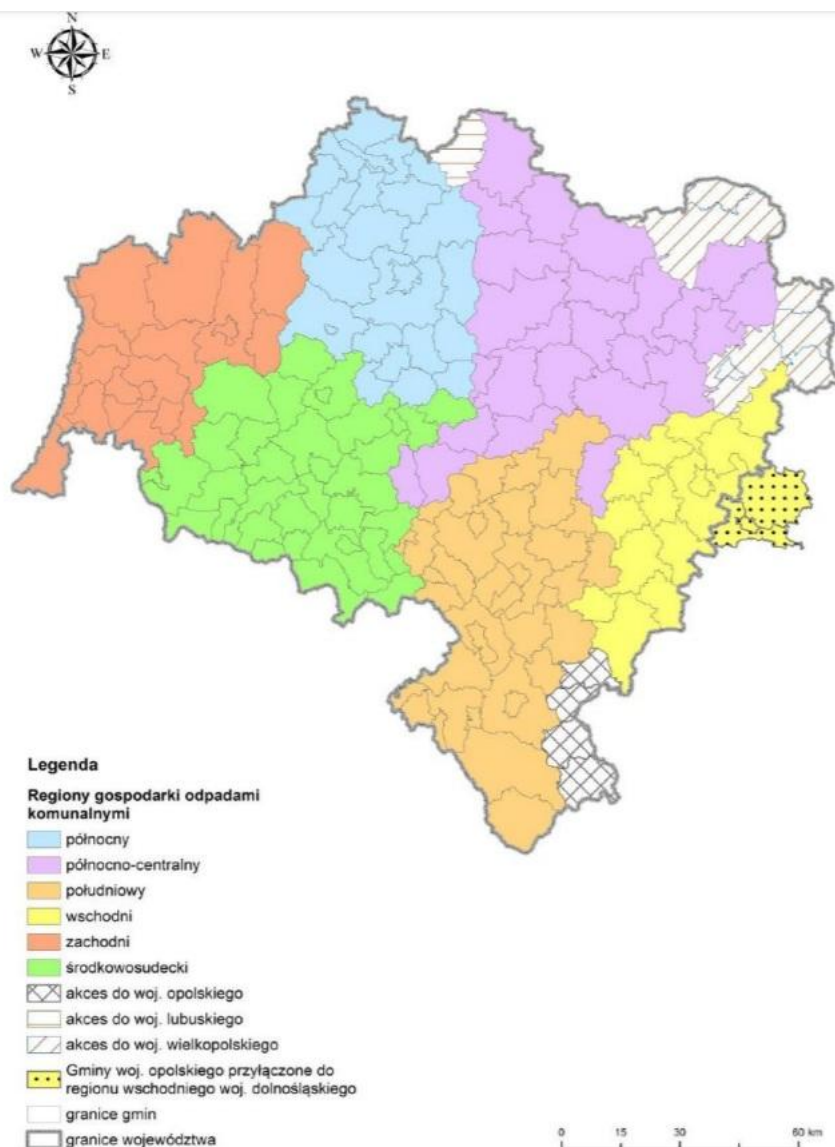 N
W E
S
Legenda
Regiony gospodarki odpadami
komunalnymi
północny
północno-centralny
południowy
wschodni
zachodni
środkowosudecki
akces do woj. opolskiego
akces do woj. lubuskiego
akces do woj. wielkopolskiego
Gminy woj. opolskiego przyłączone do
regionu wschodniego woj. dolnośląskiego
granice gmin
granice województwa
0 15 30 60 km